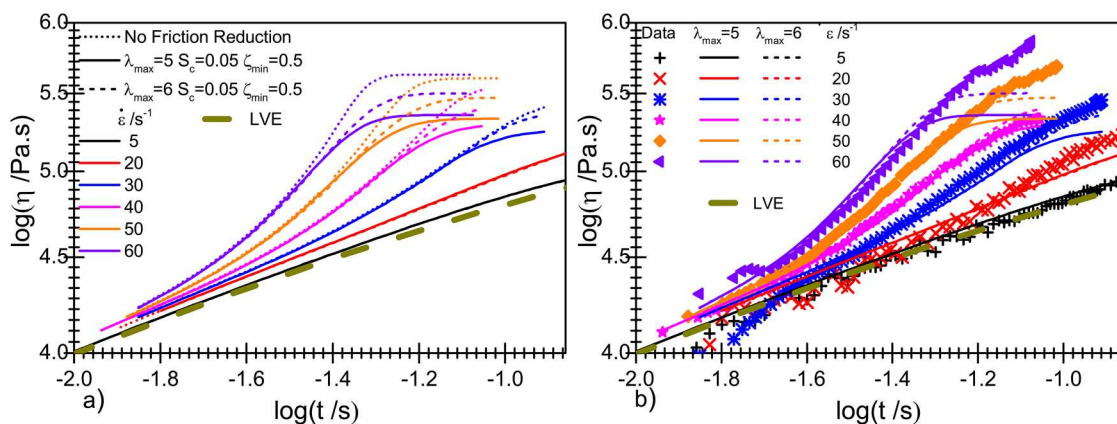 6.0
No Friction Reduction
λmax=5 Sc=0.05 ζmin=0.5
λmax=6 Sc=0.05 ζmin=0.5
ε̇ /s-1
LVE
5
20
30
40
50
60
5.5
5.0
4.5
4.0
log(η /Pa.s)
-2.0 -1.8 -1.6 -1.4 -1.2 -1.0
a)
log(t /s)
6.0
Data λmax=5 λmax=6 ε̇ /s-1
5
20
30
40
50
60
LVE
5.5
5.0
4.5
4.0
log(η /Pa.s)
-2.0 -1.8 -1.6 -1.4 -1.2 -1.0
b)
log(t /s)